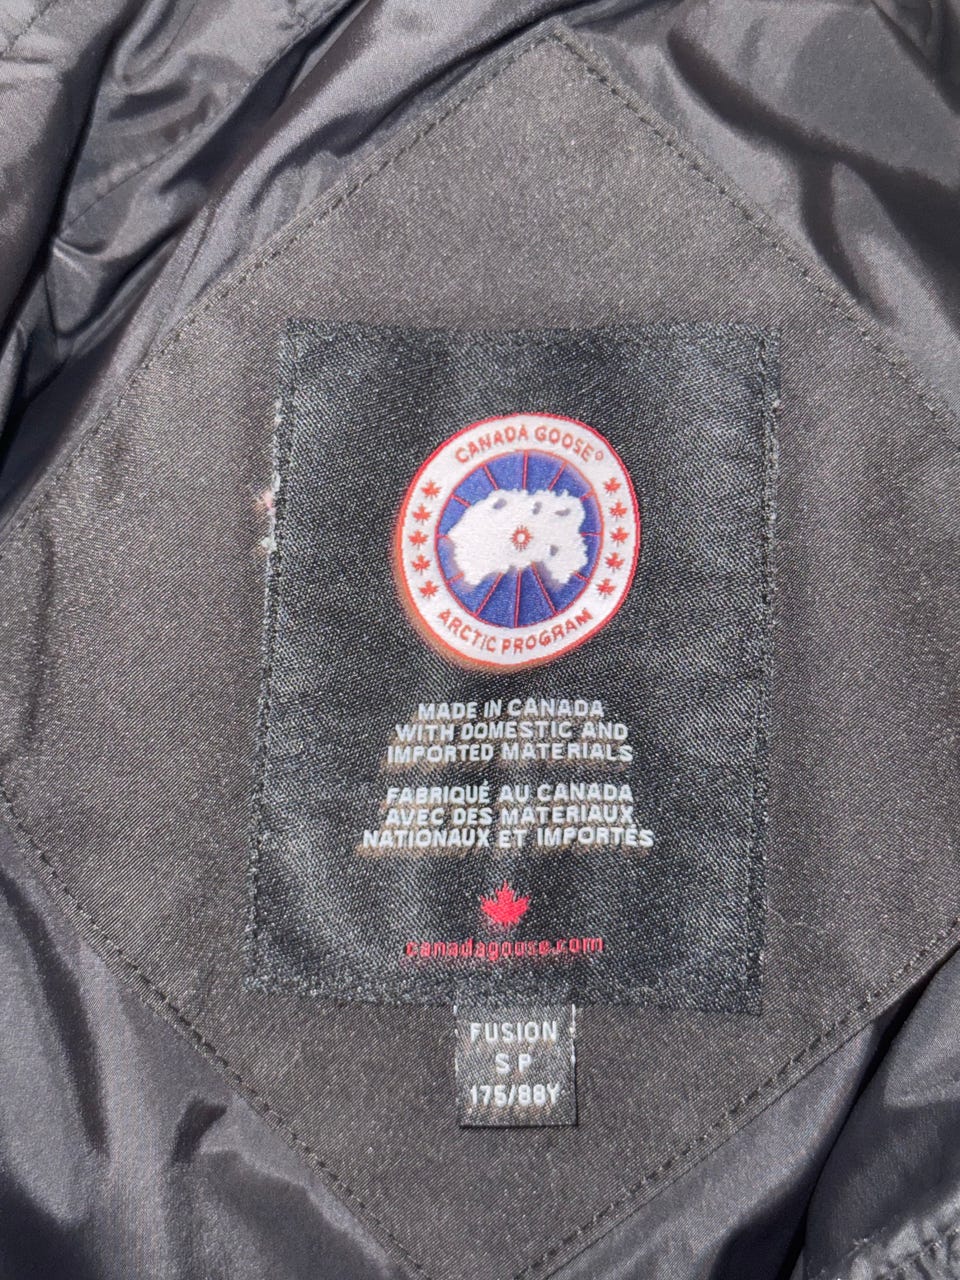 CANADA GOOSE
ARCTIC PROGRAM
MADE IN CANADA
WITH DOMESTIC AND
IMPORTED MATERIALS
FABRIQUÉ AU CANADA
AVEC DES MATÉRIAUX
NATIONAUX ET IMPORTÉS
canadagoose.com
FUSION
S P
175/88Y